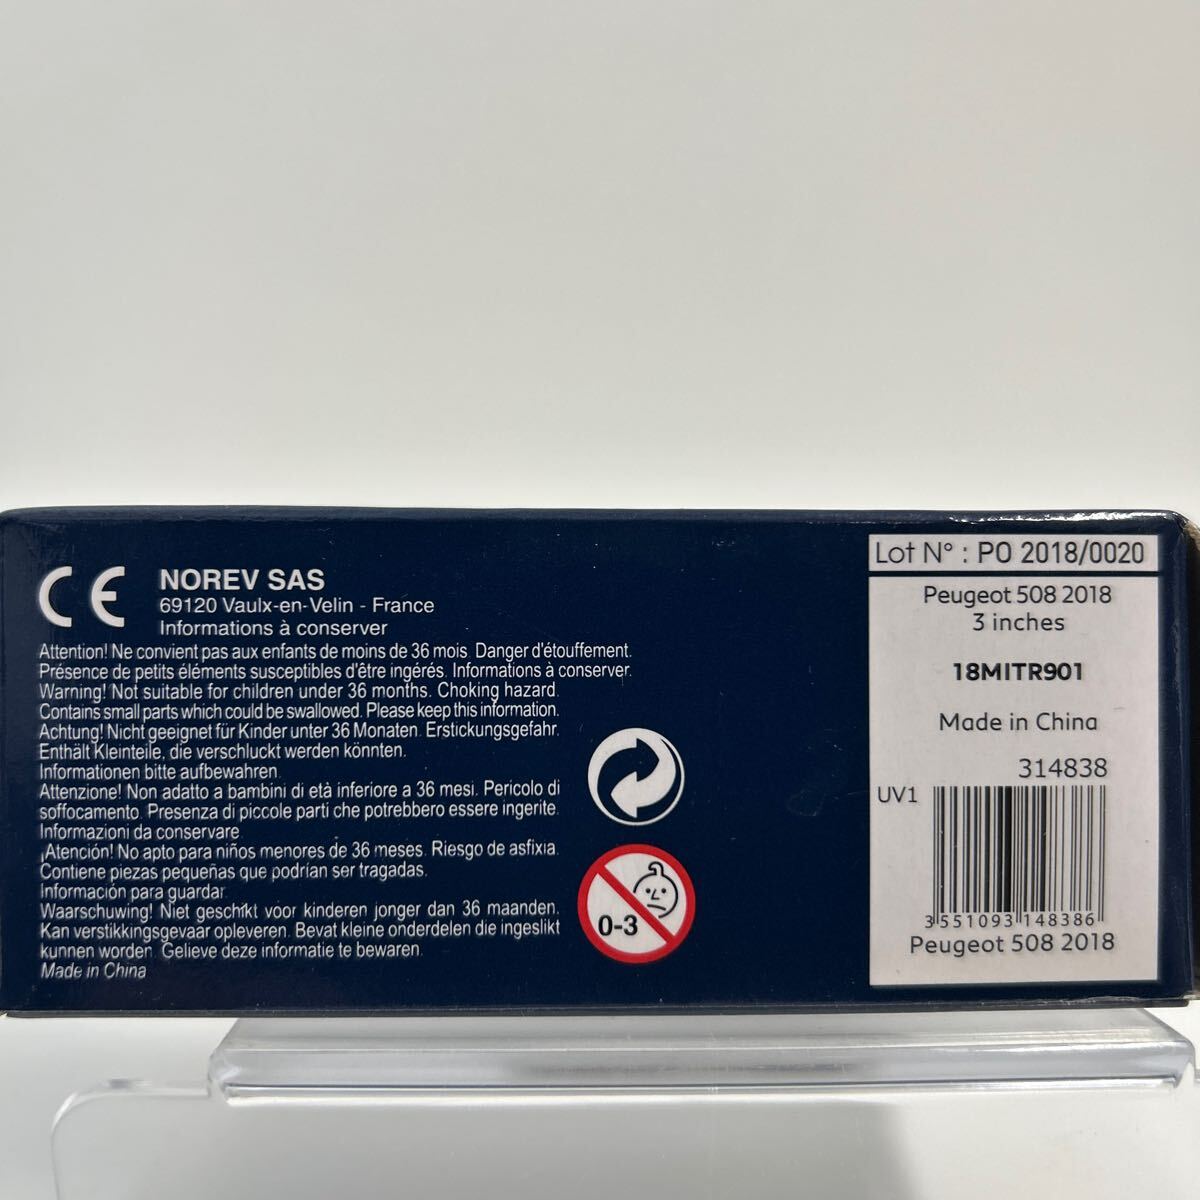 CE
NOREV SAS
69120 Vaulx-en-Velin - France
Informations à conserver
Attention! Ne convient pas aux enfants de moins de 36 mois. Danger d'étouffement.
Présence de petits éléments susceptibles d'être ingérés. Informations à conserver.
Warning! Not suitable for children under 36 months. Choking hazard.
Contains small parts which could be swallowed. Please keep this information.
Achtung! Nicht geeignet für Kinder unter 36 Monaten. Erstickungsgefahr.
Enthält Kleinteile, die verschluckt werden könnten.
Informationen bitte aufbewahren.
Attenzione! Non adatto a bambini di età inferiore a 36 mesi. Pericolo di
soffocamento. Presenza di piccole parti che potrebbero essere ingerite.
Informazioni da conservare.
¡Atención! No apto para niños menores de 36 meses. Riesgo de asfixia.
Contiene piezas pequeñas que podrían ser tragadas.
Información para guardar.
Waarschuwing! Niet geschikt voor kinderen jonger dan 36 maanden.
Kan verstikkingsgevaar opleveren. Bevat kleine onderdelen die ingeslikt
kunnen worden. Gelieve deze informatie te bewaren.
Made in China
0-3
Lot N° : PO 2018/0020
Peugeot 508 2018
3 inches
18MITR901
Made in China
314838
UV1
3 551093 148386
Peugeot 508 2018